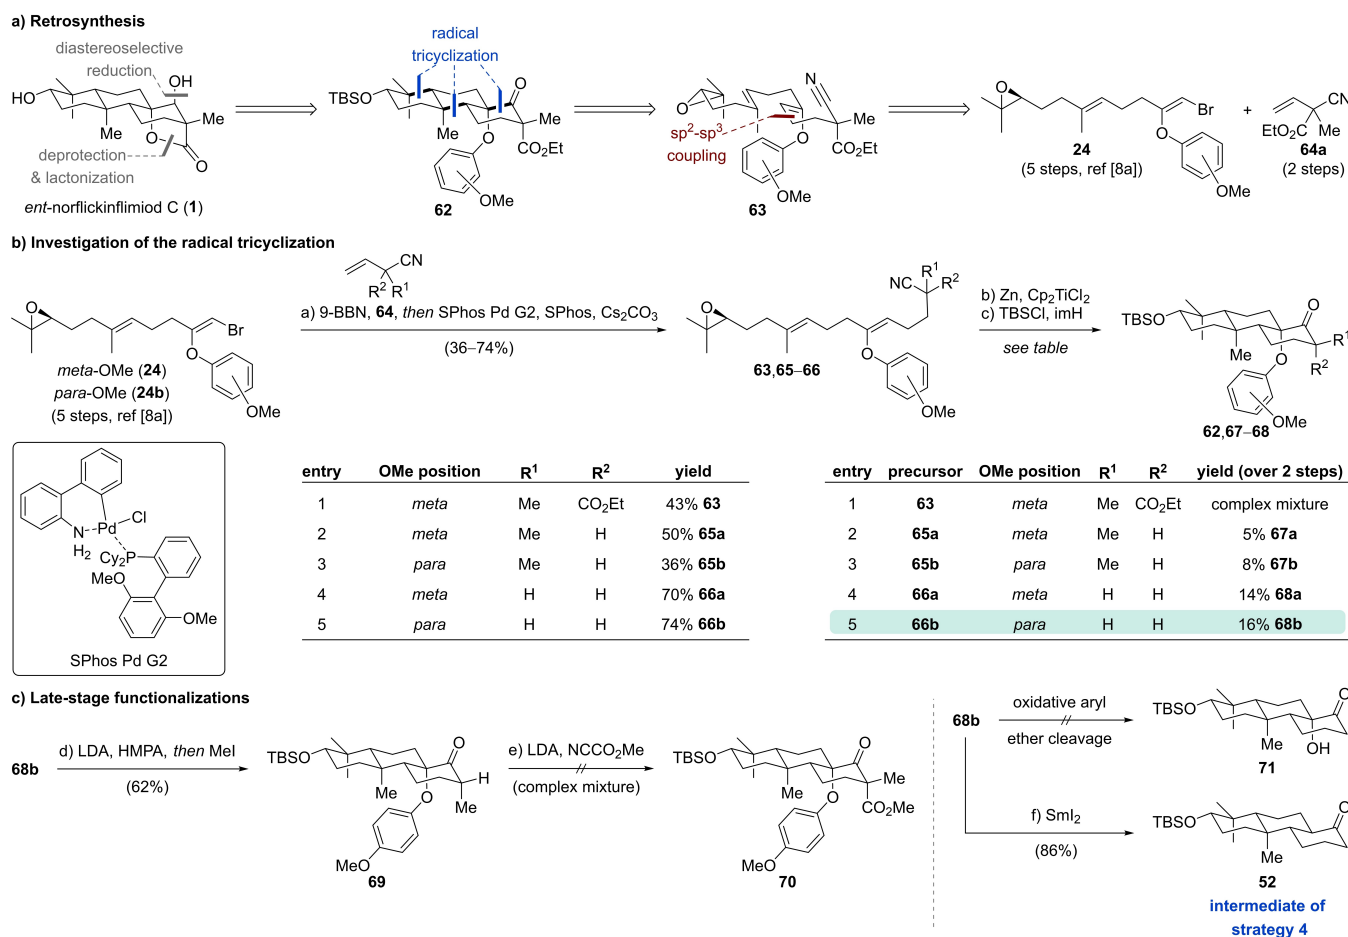 a) Retrosynthesis
diastereoselective
reduction
OH
HO
Me
Me
O
O
deprotection
& lactonization
ent-norflickinflimiod C (1)
radical
tricyclization
TBSO
O
Me
Me
O
CO2Et
OMe
62
N
O
sp2-sp3
coupling
Me
O
CO2Et
OMe
63
O
Br
O
OMe
24
(5 steps, ref [8a])
+
CN
EtO2C
Me
64a
(2 steps)
b) Investigation of the radical tricyclization
O
Br
O
OMe
meta-OMe (24)
para-OMe (24b)
(5 steps, ref [8a])
CN
R2 R1
a) 9-BBN, 64, then SPhos Pd G2, SPhos, Cs2CO3
(36–74%)
R1
NC
R2
O
O
OMe
63,65–66
b) Zn, Cp2TiCl2
c) TBSCl, imH
see table
TBSO
O
R1
Me
O
R2
OMe
62,67–68
Cl
Pd
N
H2
Cy2P
MeO
OMe
SPhos Pd G2
entry OMe position R1 R2 yield
1 meta Me CO2Et 43% 63
2 meta Me H 50% 65a
3 para Me H 36% 65b
4 meta H H 70% 66a
5 para H H 74% 66b
entry precursor OMe position R1 R2 yield (over 2 steps)
1 63 meta Me CO2Et complex mixture
2 65a meta Me H 5% 67a
3 65b para Me H 8% 67b
4 66a meta H H 14% 68a
5 66b para H H 16% 68b
c) Late-stage functionalizations
68b
d) LDA, HMPA, then MeI
(62%)
TBSO
O
H
Me
O
Me
MeO
69
e) LDA, NCCO2Me
(complex mixture)
TBSO
O
Me
Me
O
CO2Me
MeO
70
68b
oxidative aryl
ether cleavage
TBSO
O
Me
OH
71
f) SmI2
(86%)
TBSO
O
Me
52
intermediate of
strategy 4